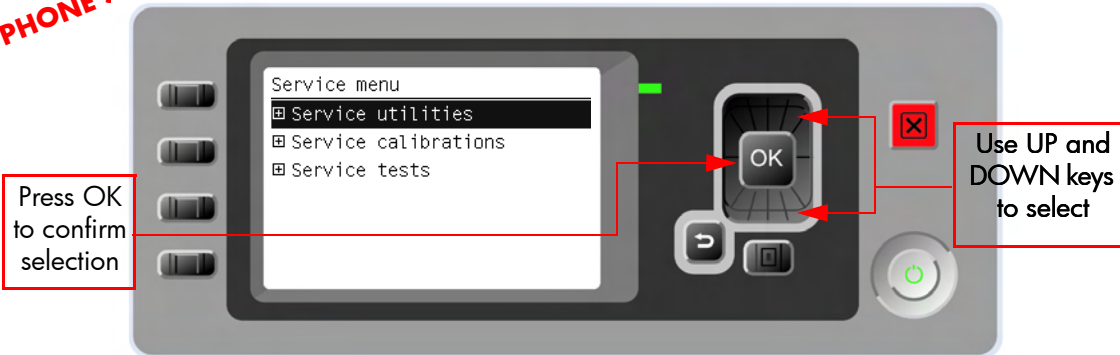 PHONE
Service menu
Service utilities
Service calibrations
Service tests
OK
Press OK
to confirm
selection
Use UP and
DOWN keys
to select